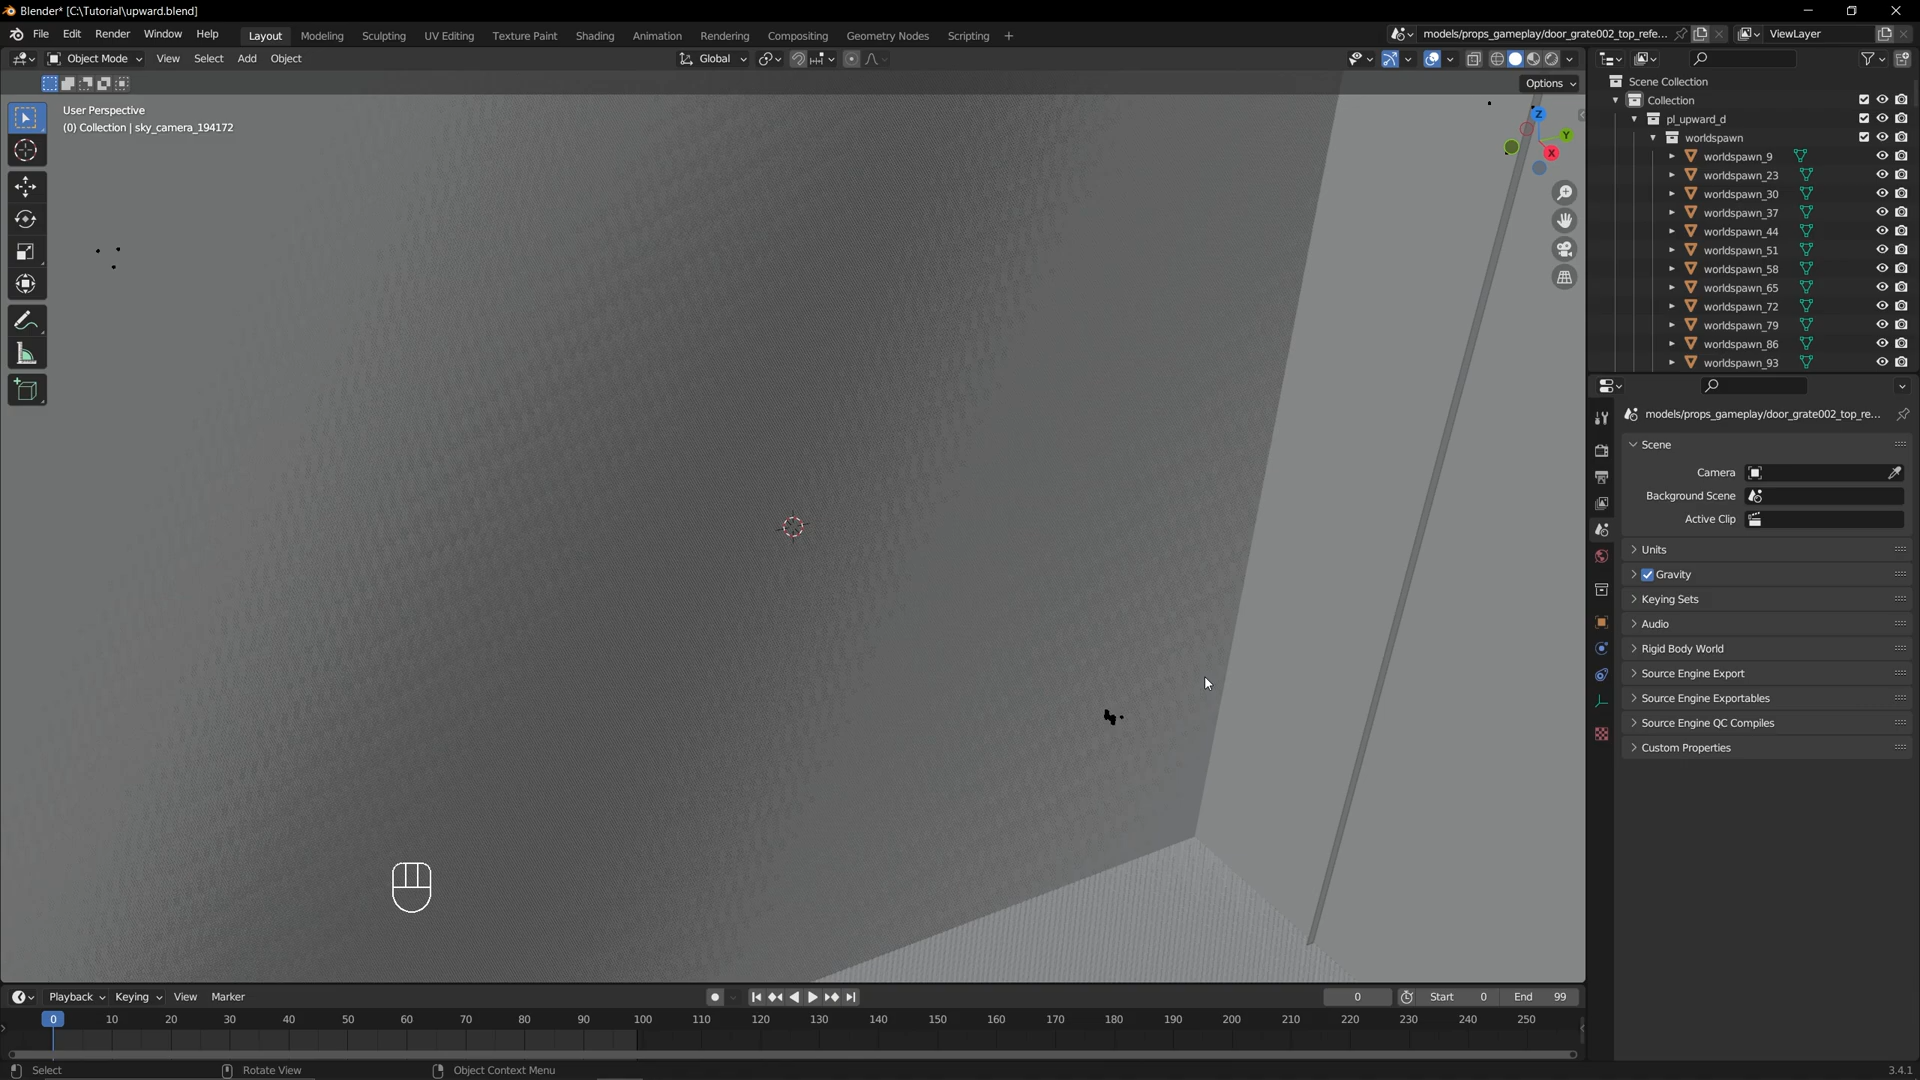 Blender* [C:\Tutorial\upward.blend]
File Edit Render Window Help Layout Modeling Sculpting UV Editing Texture Paint Shading Animation Rendering Compositing Geometry Nodes Scripting + models/props_gameplay/door_grate002_top_refe... ViewLayer
Object Mode View Select Add Object Global
Options
User Perspective
(0) Collection | sky_camera_194172
Z
Y
X
Scene Collection
Collection
pl_upward_d
worldspawn
worldspawn_9
worldspawn_23
worldspawn_30
worldspawn_37
worldspawn_44
worldspawn_51
worldspawn_58
worldspawn_65
worldspawn_72
worldspawn_79
worldspawn_86
worldspawn_93
models/props_gameplay/door_grate002_top_re...
Scene
Camera
Background Scene
Active Clip
Units
Gravity
Keying Sets
Audio
Rigid Body World
Source Engine Export
Source Engine Exportables
Source Engine QC Compiles
Custom Properties
Playback Keying View Marker 0 Start 0 End 99
0 10 20 30 40 50 60 70 80 90 100 110 120 130 140 150 160 170 180 190 200 210 220 230 240 250
Select Rotate View Object Context Menu 3.4.1